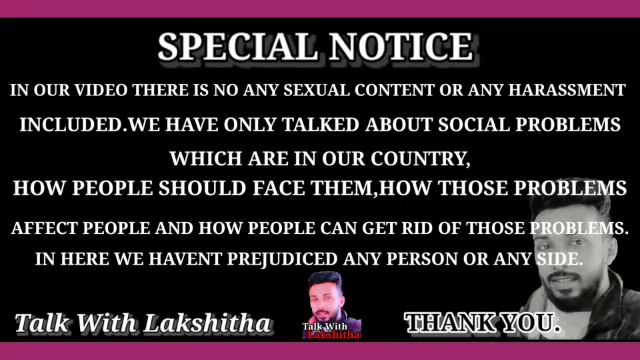 SPECIAL NOTICE
IN OUR VIDEO THERE IS NO ANY SEXUAL CONTENT OR ANY HARASSMENT
INCLUDED.WE HAVE ONLY TALKED ABOUT SOCIAL PROBLEMS
WHICH ARE IN OUR COUNTRY,
HOW PEOPLE SHOULD FACE THEM,HOW THOSE PROBLEMS
AFFECT PEOPLE AND HOW PEOPLE CAN GET RID OF THOSE PROBLEMS.
IN HERE WE HAVENT PREJUDICED ANY PERSON OR ANY SIDE.
Talk With Lakshitha
Talk With
Lakshitha
THANK YOU.